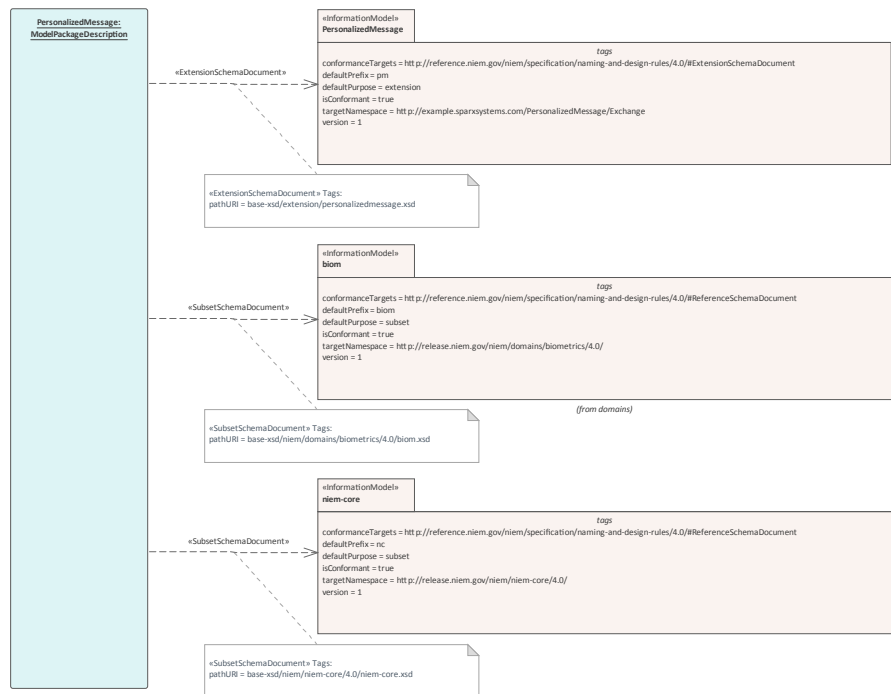 PersonalizedMessage:
ModelPackageDescription
«InformationModel»
PersonalizedMessage
tags
conformanceTargets = http://reference.niem.gov/niem/specification/naming-and-design-rules/4.0/#ExtensionSchemaDocument
defaultPrefix = pm
defaultPurpose = extension
isConformant = true
targetNamespace = http://example.sparxsystems.com/PersonalizedMessage/Exchange
version = 1
«ExtensionSchemaDocument»
«ExtensionSchemaDocument» Tags:
pathURI = base-xsd/extension/personalizedmessage.xsd
«InformationModel»
biom
tags
conformanceTargets = http://reference.niem.gov/niem/specification/naming-and-design-rules/4.0/#ReferenceSchemaDocument
defaultPrefix = biom
defaultPurpose = subset
isConformant = true
targetNamespace = http://release.niem.gov/niem/domains/biometrics/4.0/
version = 1
«SubsetSchemaDocument»
(from domains)
«SubsetSchemaDocument» Tags:
pathURI = base-xsd/niem/domains/biometrics/4.0/biom.xsd
«InformationModel»
niem-core
tags
conformanceTargets = http://reference.niem.gov/niem/specification/naming-and-design-rules/4.0/#ReferenceSchemaDocument
defaultPrefix = nc
defaultPurpose = subset
isConformant = true
targetNamespace = http://release.niem.gov/niem/niem-core/4.0/
version = 1
«SubsetSchemaDocument»
«SubsetSchemaDocument» Tags:
pathURI = base-xsd/niem/niem-core/4.0/niem-core.xsd